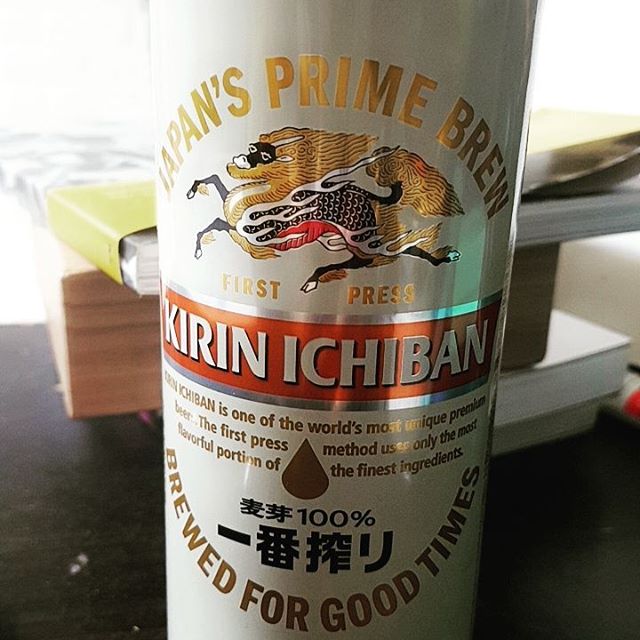 JAPAN'S PRIME BREW
FIRST PRESS
KIRIN ICHIBAN
KIRIN ICHIBAN is one of the world's most unique premium
beer. The first press method uses only the most
flavorful portion of the finest ingredients.
麦芽100%
一番搾り
BREWED FOR GOOD TIMES